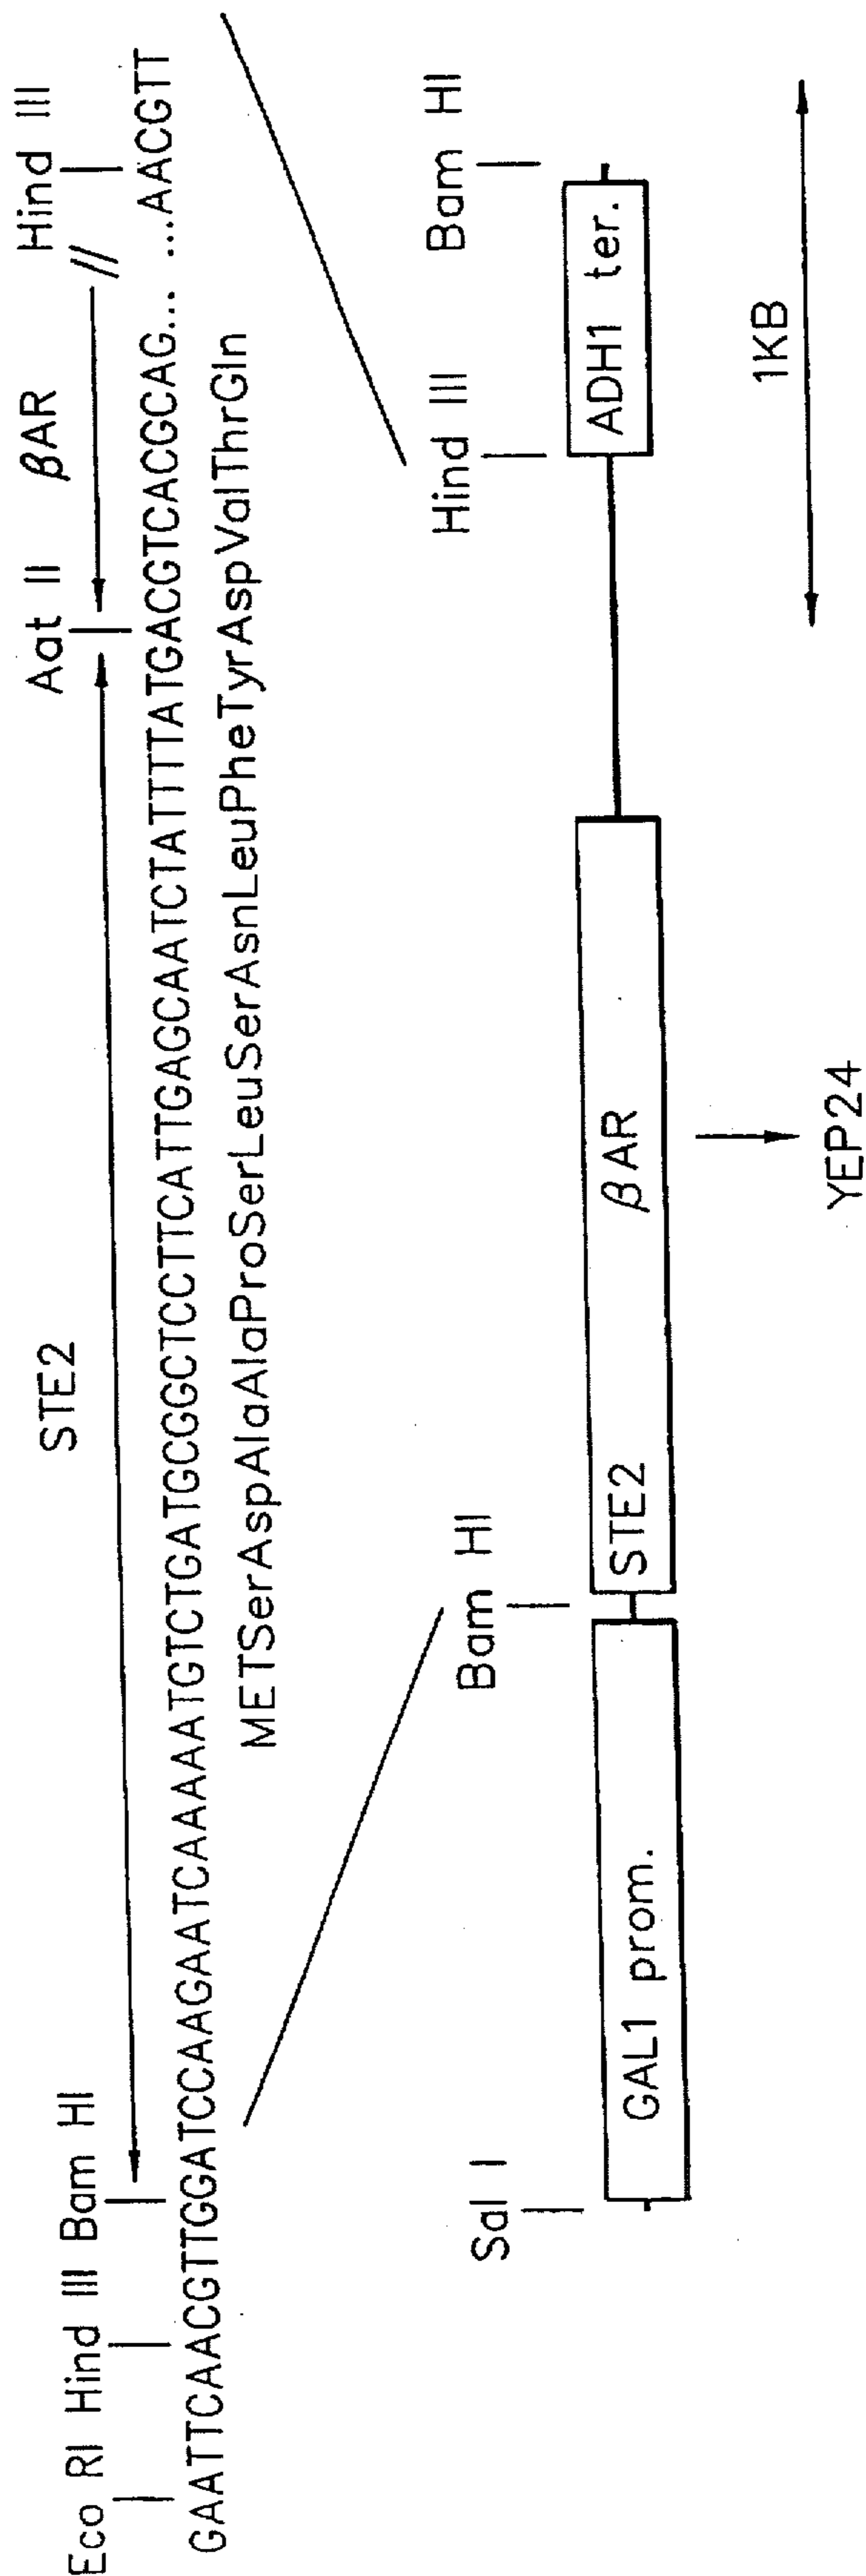 STE2
Eco RI Hind III Bam HI Aat II βAR Hind III
GAATTCAACGTTGGATCCAAGAATCAAAAATGTCTGATGCGGCTCCTTCATTGAGCAATCTATTTTATGACGTCACGCAG... ...AACGTT
METSerAspAlaAlaProSerLeuSerAsnLeuPheTyrAspValThrGln
Sal I Bam HI Hind III Bam HI
GAL1 prom. STE2 βAR ADH1 ter.
1KB
YEP24